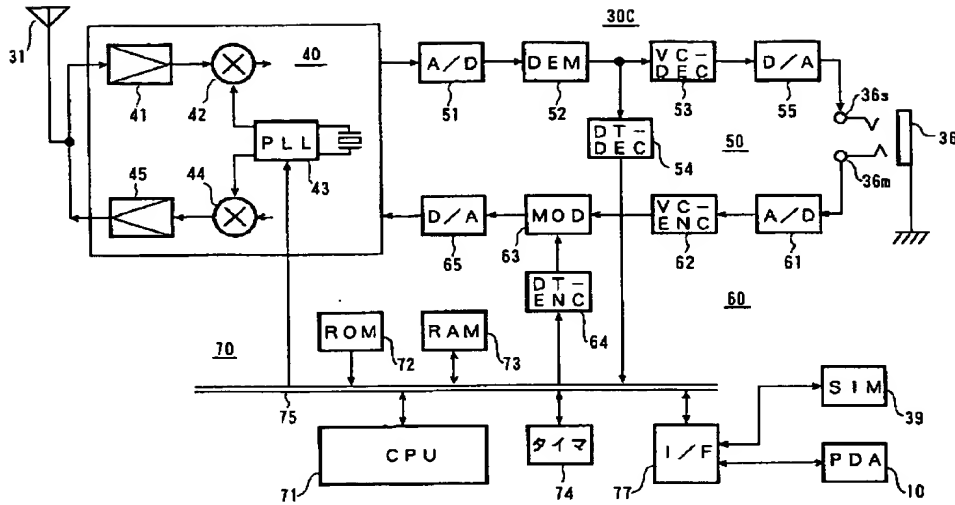 30C
31
40
41
42
PLL
43
44
45
A/D
51
DEM
52
VC-
DEC
53
D/A
55
DT-
DEC
54
50
36s
36
36m
D/A
65
MOD
63
VC-
ENC
62
A/D
61
DT-
ENC
64
60
70
ROM
72
RAM
73
75
CPU
71
タイマ
74
I/F
77
SIM
39
PDA
10